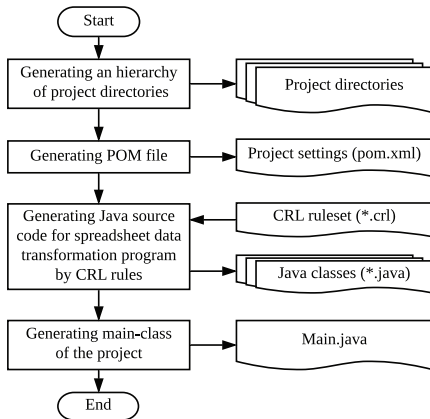 Start
Generating an hierarchy
of project directories
Project directories
Generating POM file
Project settings (pom.xml)
Generating Java source
code for spreadsheet data
transformation program
by CRL rules
CRL ruleset (*.crl)
Java classes (*.java)
Generating main-class
of the project
Main.java
End